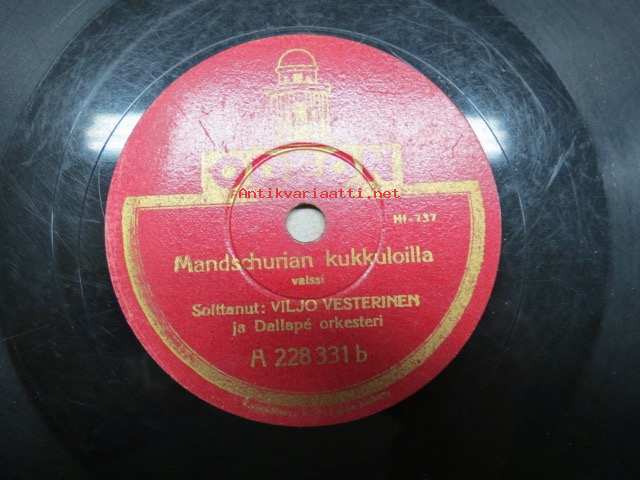 Antikvariaatti.net
HI-737
Mandschurian kukkuloilla
valssi
Soittanut: VILJO VESTERINEN
ja Dallapé orkesteri
A 228 331 b